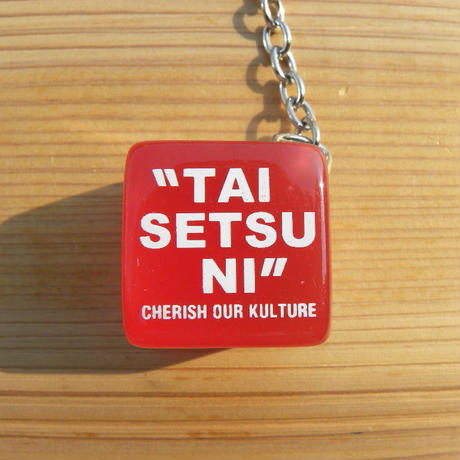 "TAI
SETSU
NI"
CHERISH OUR KULTURE